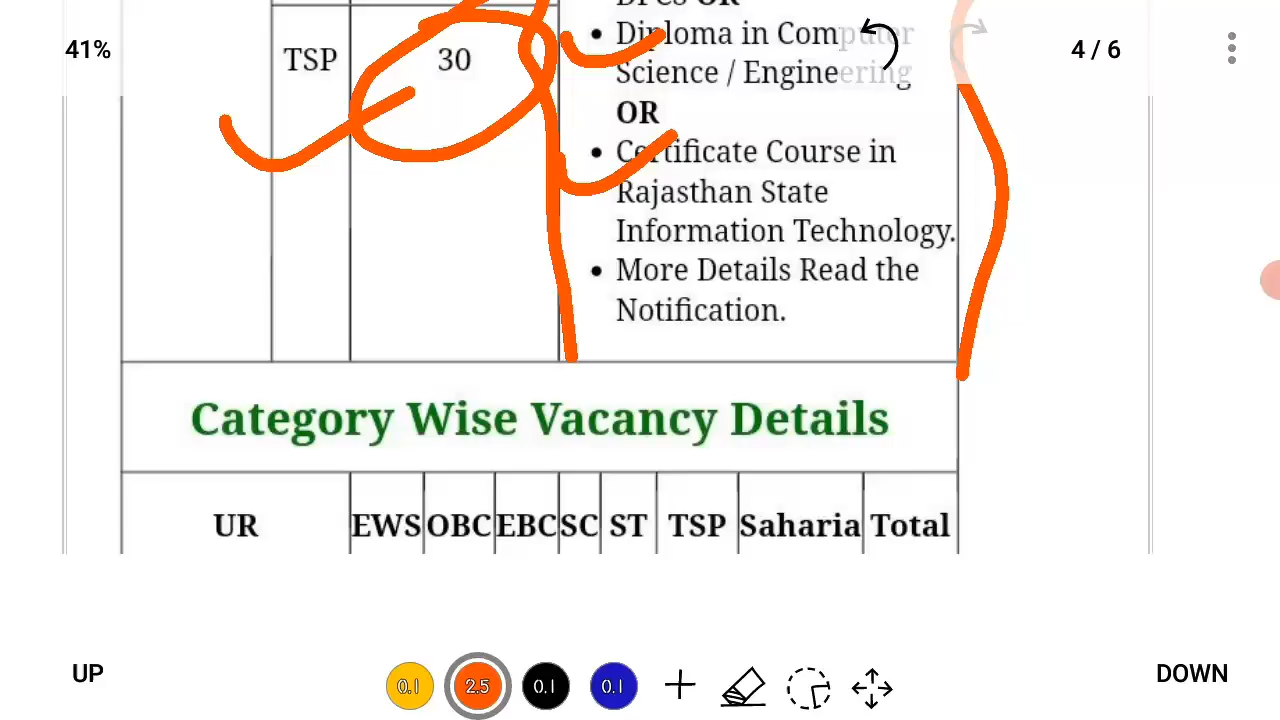 DPCS OR
41%
TSP
30
• Diploma in Computer
Science / Engineering
4 / 6
OR
• Certificate Course in
Rajasthan State
Information Technology.
• More Details Read the
Notification.
Category Wise Vacancy Details
UR EWS OBC EBC SC ST TSP Saharia Total
UP
0.1 2.5 0.1 0.1
DOWN